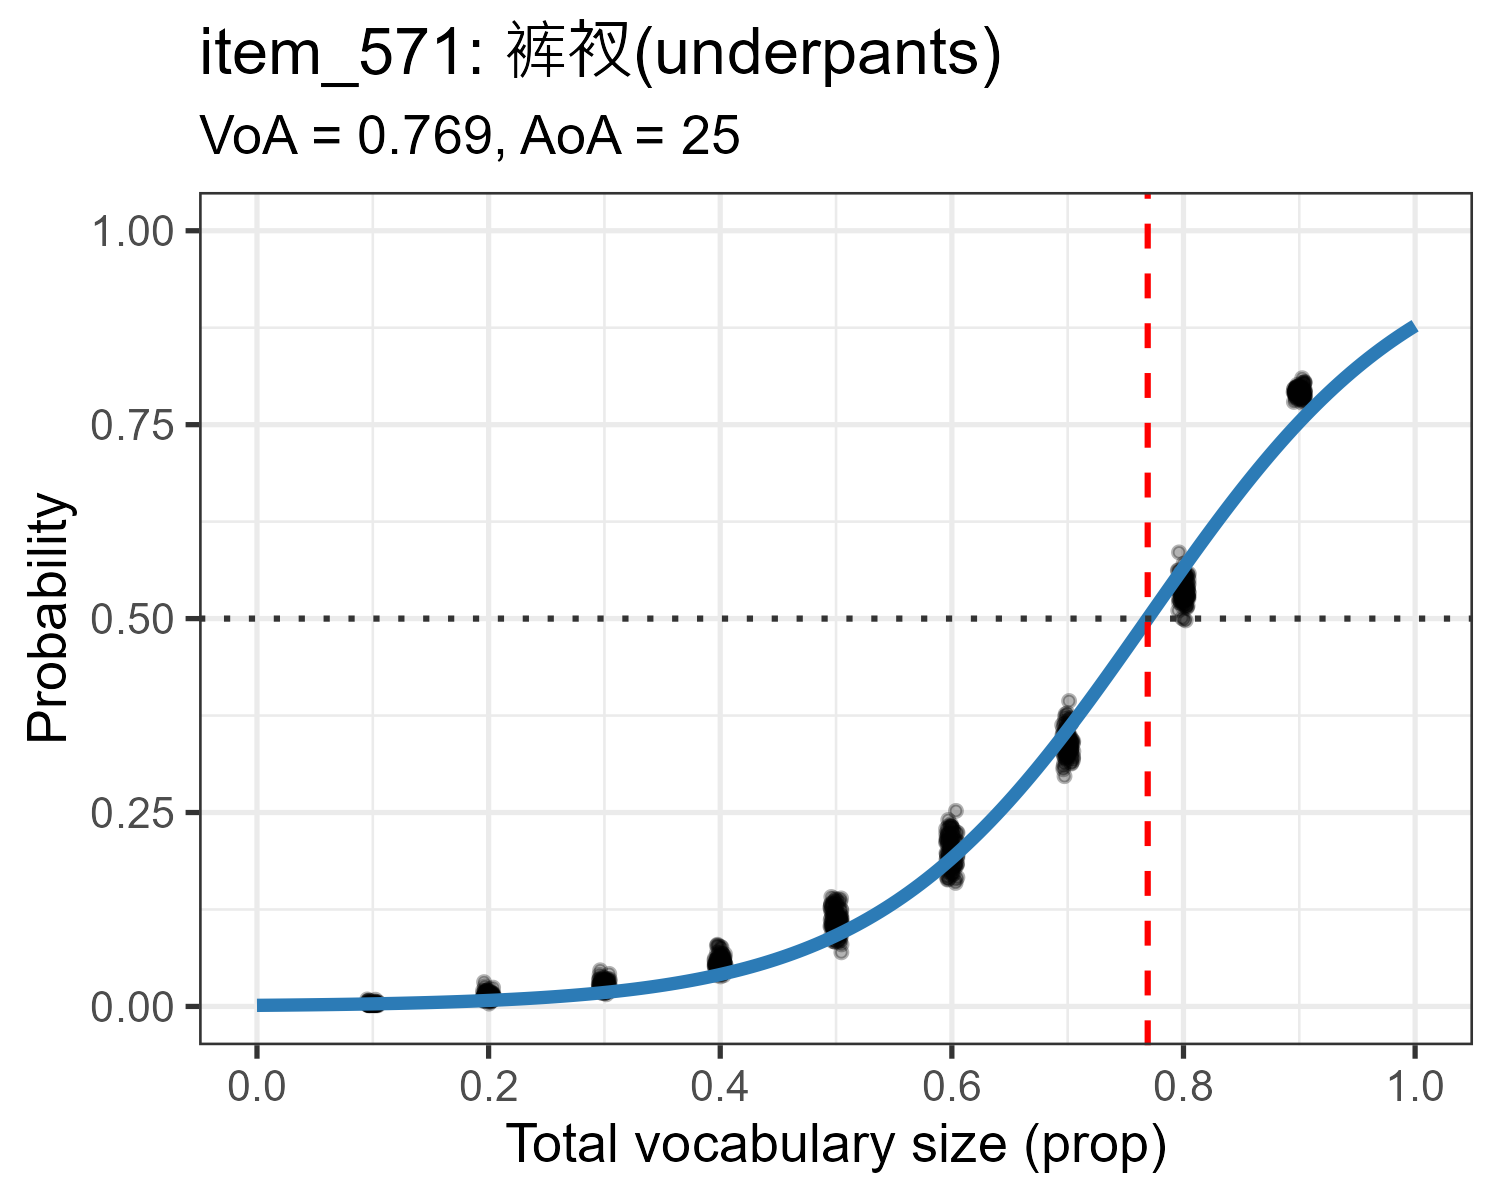 item_571: 裤衩(underpants)
VoA = 0.769, AoA = 25
1.00
0.75
0.50
0.25
0.00
Probability
0.0 0.2 0.4 0.6 0.8 1.0
Total vocabulary size (prop)